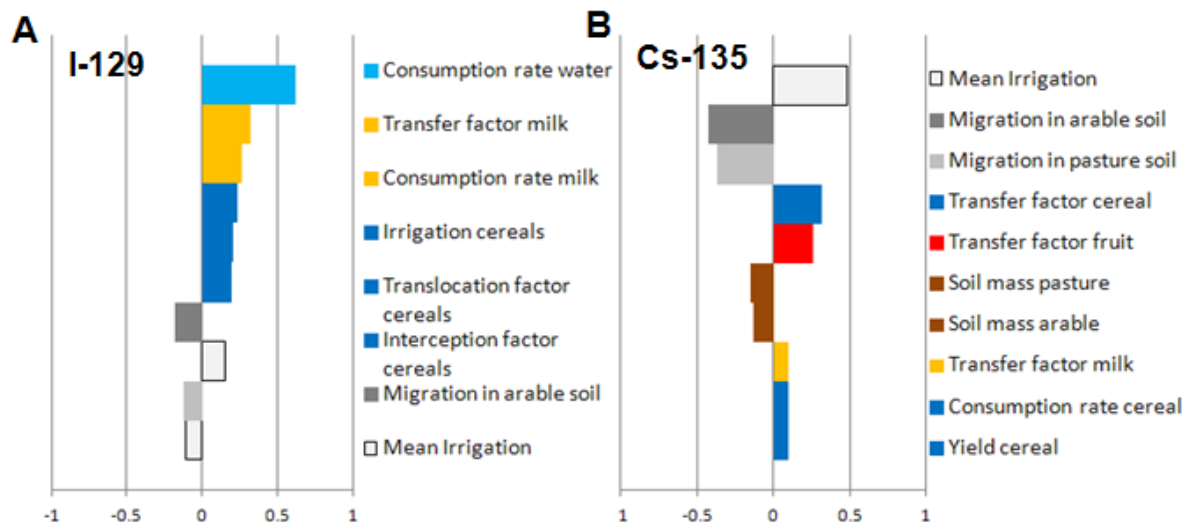 A
I-129
Consumption rate water
Transfer factor milk
Consumption rate milk
Irrigation cereals
Translocation factor
cereals
Interception factor
cereals
Migration in arable soil
Mean Irrigation
-1 -0.5 0 0.5 1
B
Cs-135
Mean Irrigation
Migration in arable soil
Migration in pasture soil
Transfer factor cereal
Transfer factor fruit
Soil mass pasture
Soil mass arable
Transfer factor milk
Consumption rate cereal
Yield cereal
1 -0.5 0 0.5 1